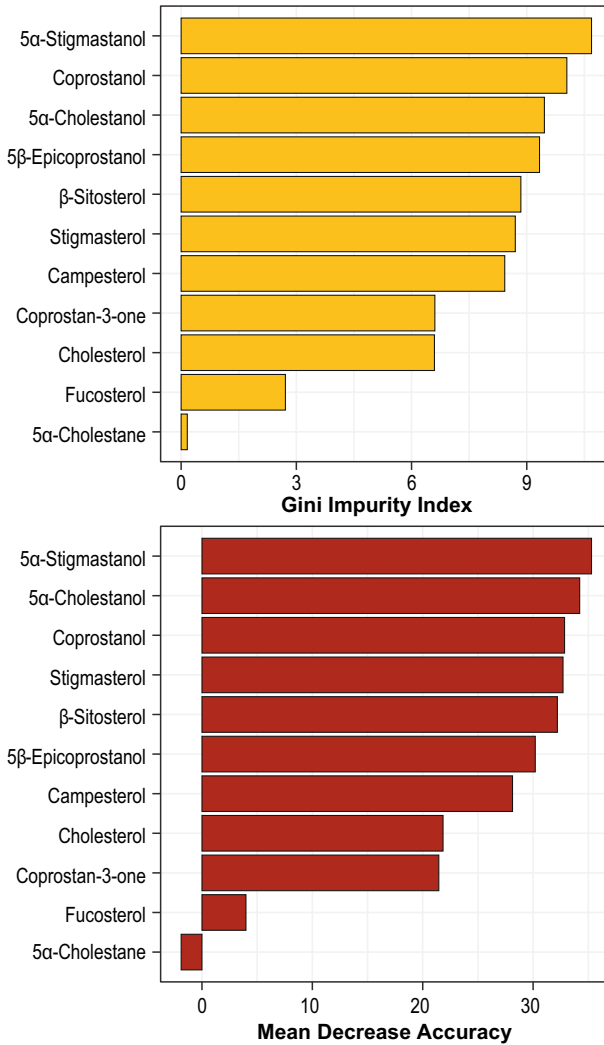 5α-Stigmastanol
Coprostanol
5α-Cholestanol
5β-Epicoprostanol
β-Sitosterol
Stigmasterol
Campesterol
Coprostan-3-one
Cholesterol
Fucosterol
5α-Cholestane
0 3 6 9
Gini Impurity Index
5α-Stigmastanol
5α-Cholestanol
Coprostanol
Stigmasterol
β-Sitosterol
5β-Epicoprostanol
Campesterol
Cholesterol
Coprostan-3-one
Fucosterol
5α-Cholestane
0 10 20 30
Mean Decrease Accuracy